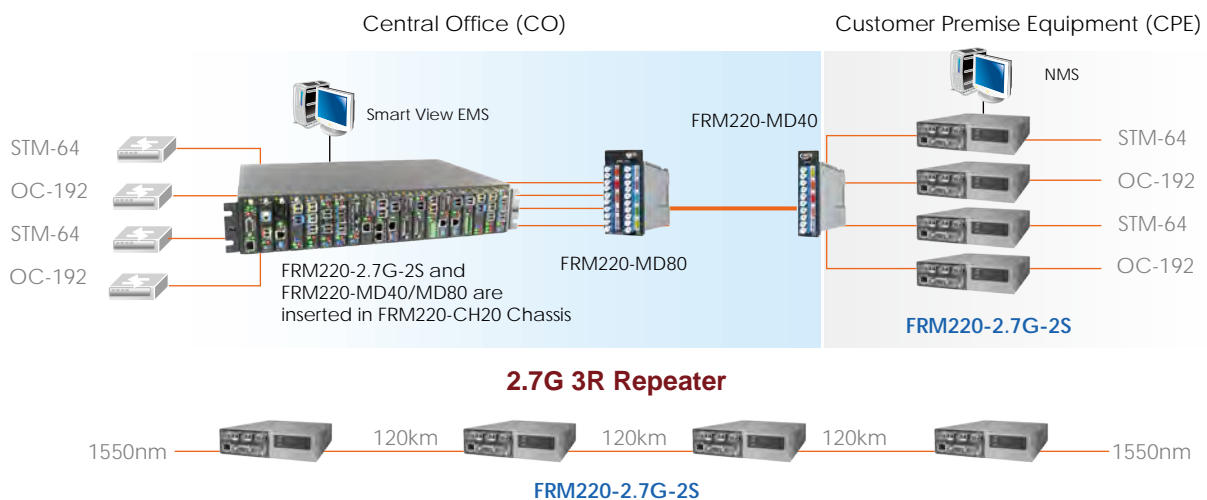 Central Office (CO)
Customer Premise Equipment (CPE)
Smart View EMS
NMS
FRM220-MD40
STM-64
OC-192
STM-64
OC-192
STM-64
OC-192
STM-64
OC-192
FRM220-MD80
FRM220-2.7G-2S and
FRM220-MD40/MD80 are
inserted in FRM220-CH20 Chassis
FRM220-2.7G-2S
2.7G 3R Repeater
1550nm
120km
120km
120km
1550nm
FRM220-2.7G-2S